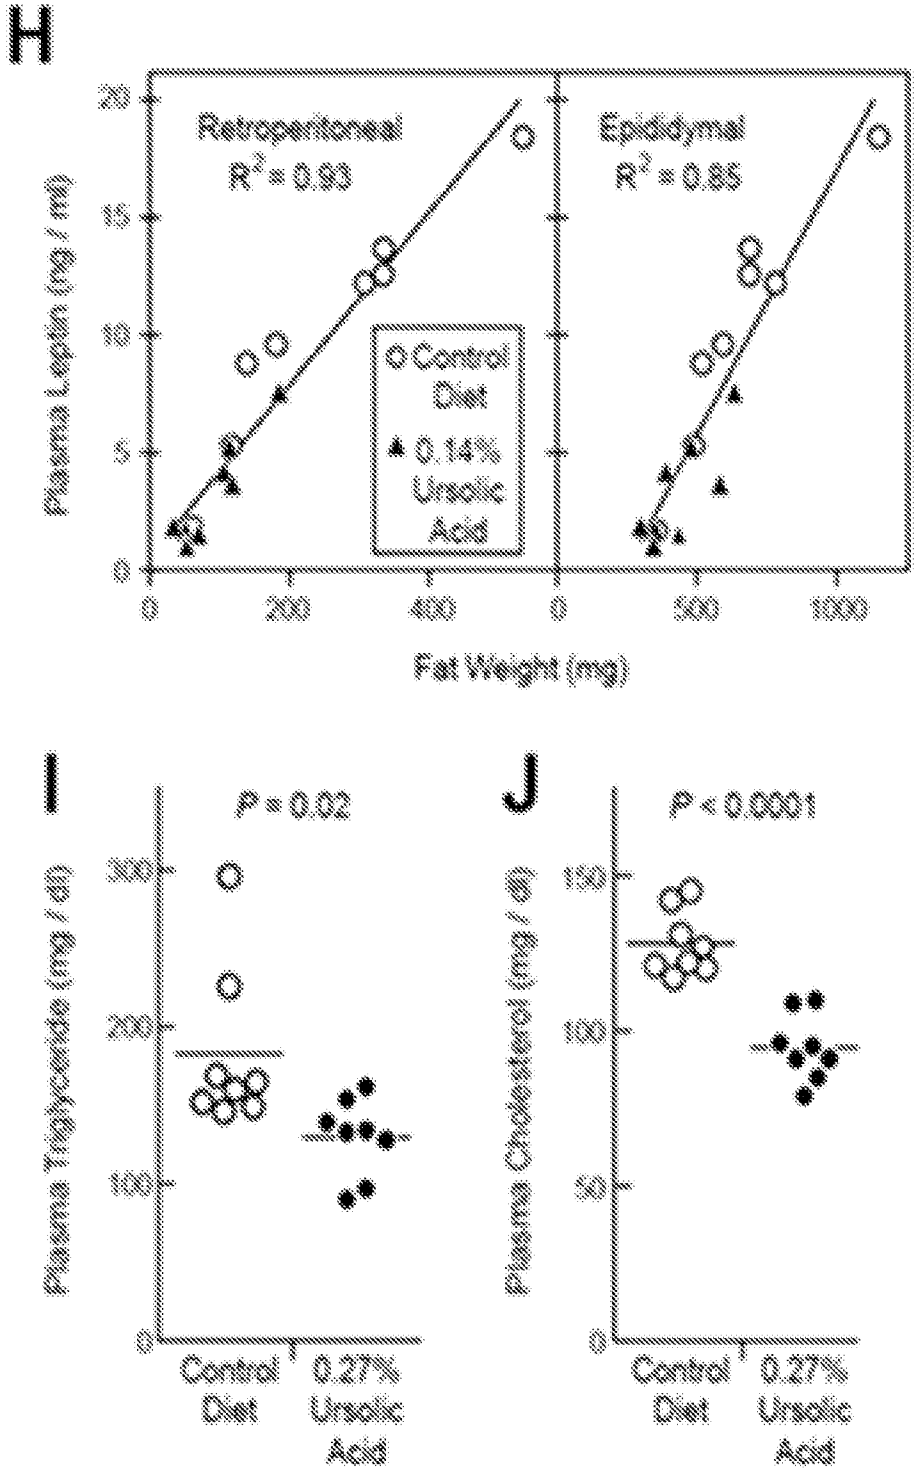 H
20
15
10
5
0
Plasma Leptin (ng / ml)
Retroperitoneal
R² = 0.93
Epididymal
R² = 0.85
Control
Diet
0.14%
Ursolic
Acid
0 200 400 0 500 1000
Fat Weight (mg)
I
P = 0.02
Plasma Triglyceride (mg / dl)
300
200
100
0
Control
Diet
0.27%
Ursolic
Acid
J
P < 0.0001
Plasma Cholesterol (mg / dl)
150
100
50
0
Control
Diet
0.27%
Ursolic
Acid